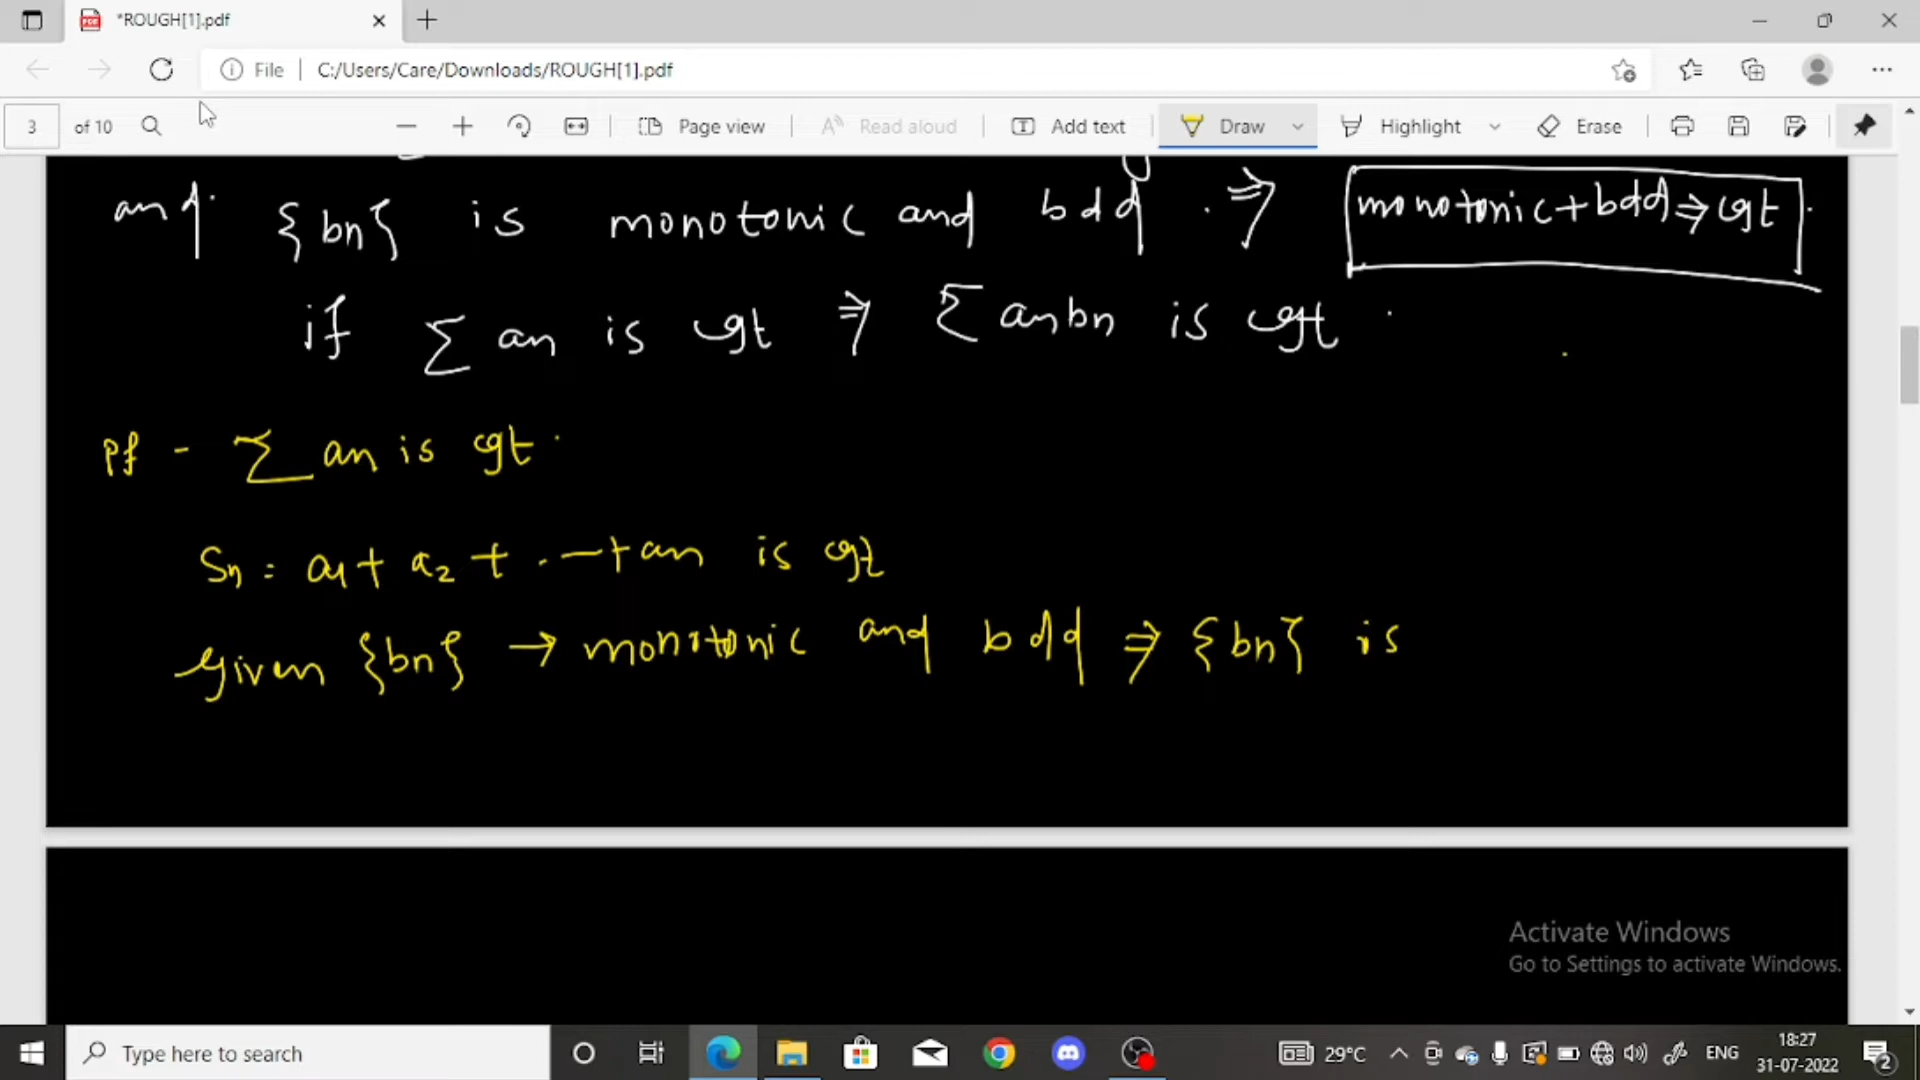 *ROUGH[1].pdf
File C:/Users/Care/Downloads/ROUGH[1].pdf
3 of 10 Page view Read aloud Add text Draw Highlight Erase
and. {bn} is monotonic and bdd. ⇒ monotonic+bdd⇒cgt.
if ∑ an is cgt ⇒ ∑ anbn is cgt.
Pf - ∑ an is cgt.
Sn = a1 + a2 + . — + an is cgt
Given {bn} → monotonic and bdd ⇒ {bn} is
Activate Windows
Go to Settings to activate Windows.
Type here to search 29°C ENG 18:27
31-07-2022 2